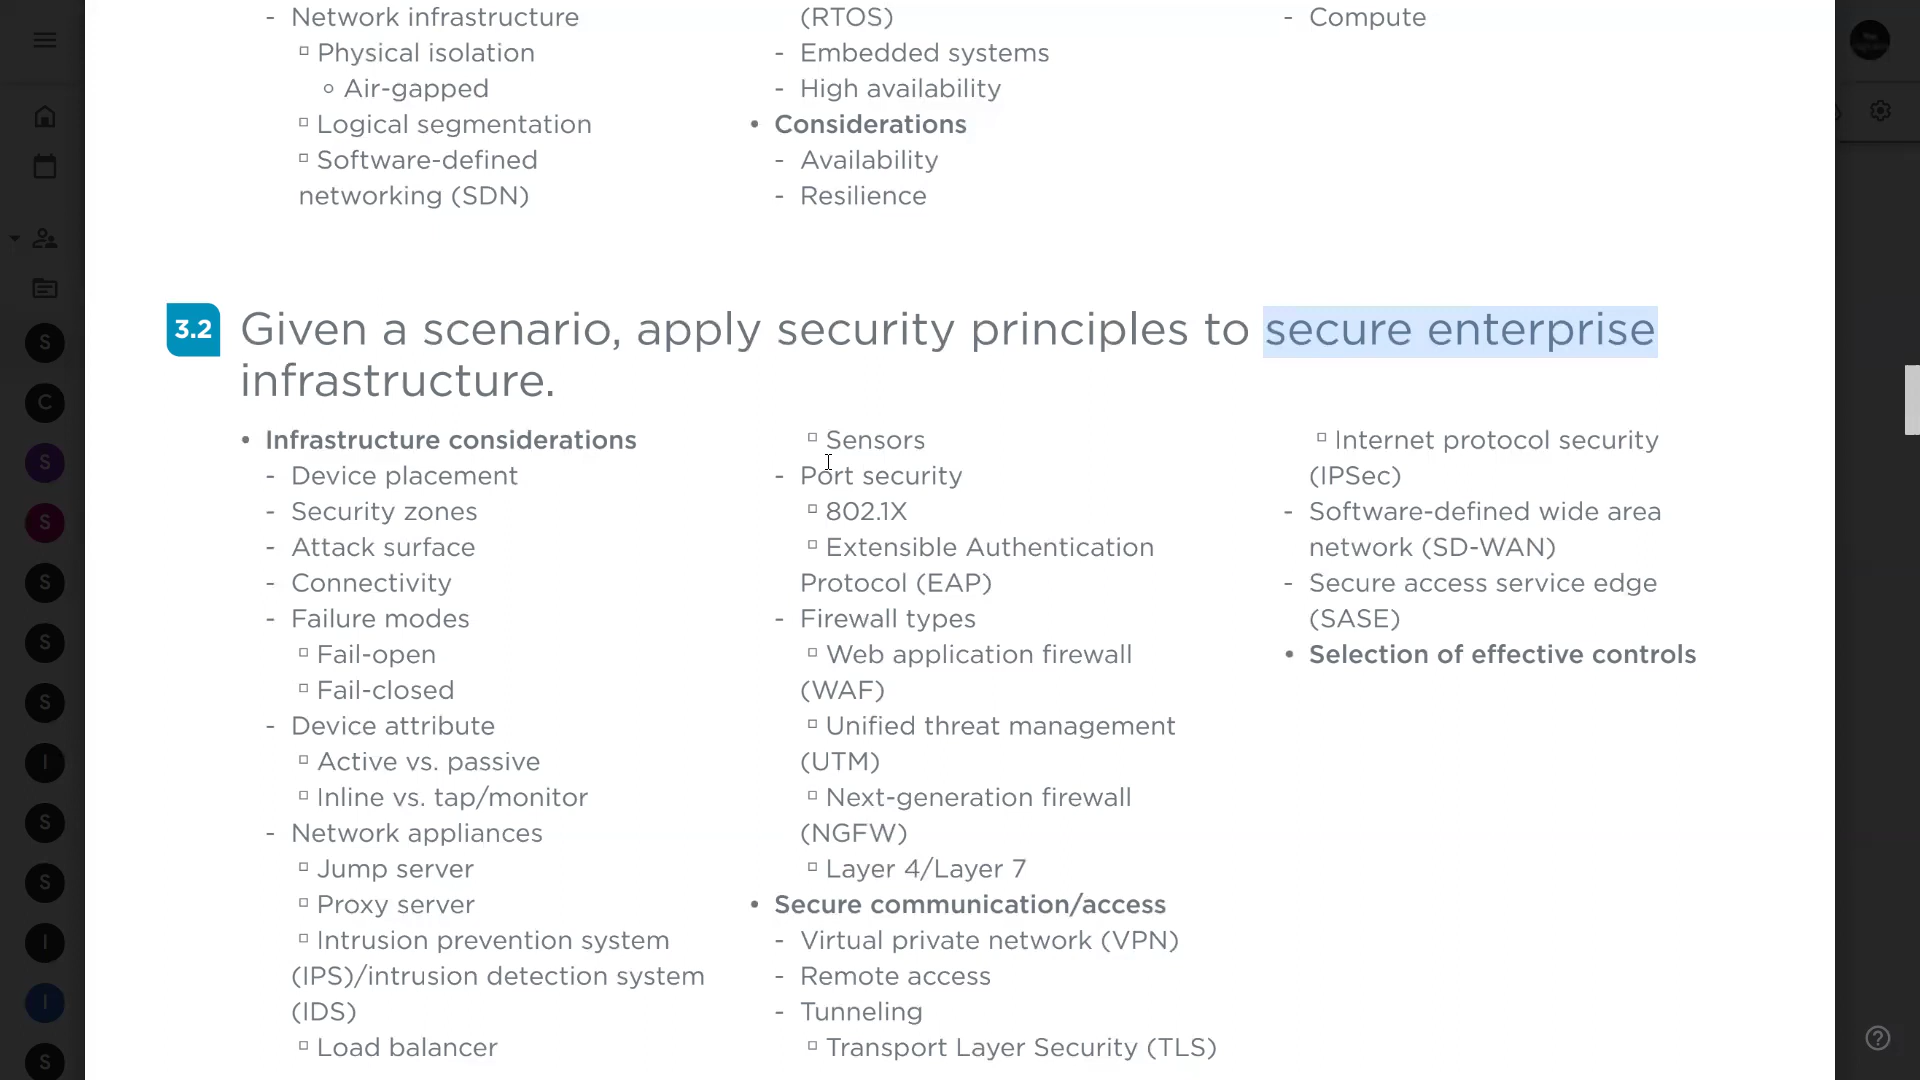 - Network infrastructure
▫ Physical isolation
◦ Air-gapped
▫ Logical segmentation
▫ Software-defined
networking (SDN)
(RTOS)
- Embedded systems
- High availability
• Considerations
- Availability
- Resilience
- Compute
3.2 Given a scenario, apply security principles to secure enterprise
infrastructure.
• Infrastructure considerations
- Device placement
- Security zones
- Attack surface
- Connectivity
- Failure modes
▫ Fail-open
▫ Fail-closed
- Device attribute
▫ Active vs. passive
▫ Inline vs. tap/monitor
- Network appliances
▫ Jump server
▫ Proxy server
▫ Intrusion prevention system
(IPS)/intrusion detection system
(IDS)
▫ Load balancer
▫ Sensors
- Port security
▫ 802.1X
▫ Extensible Authentication
Protocol (EAP)
- Firewall types
▫ Web application firewall
(WAF)
▫ Unified threat management
(UTM)
▫ Next-generation firewall
(NGFW)
▫ Layer 4/Layer 7
• Secure communication/access
- Virtual private network (VPN)
- Remote access
- Tunneling
▫ Transport Layer Security (TLS)
▫ Internet protocol security
(IPSec)
- Software-defined wide area
network (SD-WAN)
- Secure access service edge
(SASE)
• Selection of effective controls
S
C
S
S
S
S
S
I
S
S
I
I
S